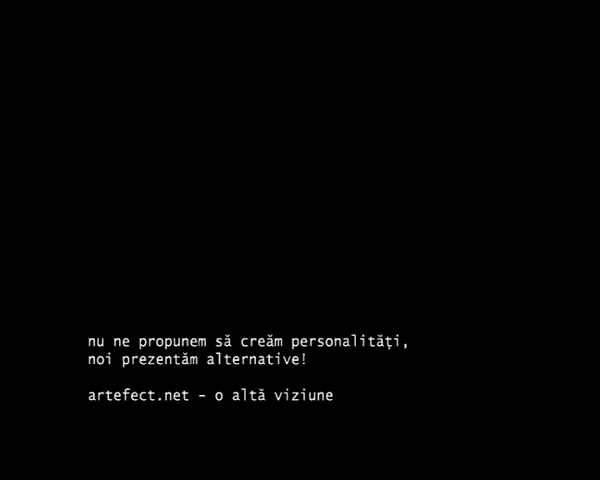 nu ne propunem să creăm personalități,
noi prezentăm alternative!
artefect.net - o altă viziune